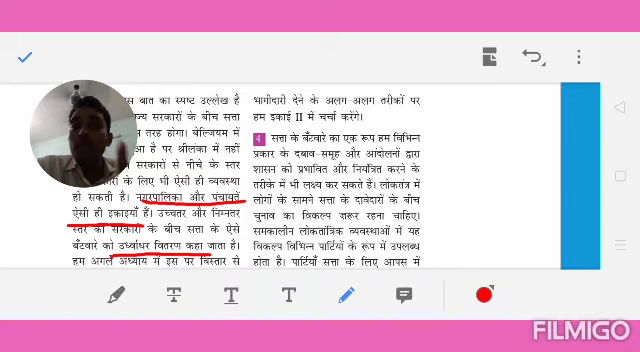 स बात का स्पष्ट उल्लेख है
ज्य सरकारों के बीच सत्ता
तरह होगा। बेल्जियम में
आ है पर श्रीलंका में नहीं
सरकारों से नीचे के स्तर
के लिए भी ऐसी ही व्यवस्था
हो सकती है। नगरपालिका और पंचायतें
ऐसी ही इकाइयाँ हैं। उच्चतर और निम्नतर
स्तर की सरकारों के बीच सत्ता के ऐसे
बँटवारे को उर्ध्वाधर वितरण कहा जाता है।
हम अगले अध्याय में इस पर विस्तार से
भागीदारी देने के अलग-अलग तरीकों पर
हम इकाई II में चर्चा करेंगे।
4 सत्ता के बँटवारे का एक रूप हम विभिन्न
प्रकार के दबाव-समूह और आंदोलनों द्वारा
शासन को प्रभावित और नियंत्रित करने के
तरीके में भी लक्ष्य कर सकते हैं। लोकतंत्र में
लोगों के सामने सत्ता के दावेदारों के बीच
चुनाव का विकल्प ज़रूर रहना चाहिए।
समकालीन लोकतांत्रिक व्यवस्थाओं में यह
विकल्प विभिन्न पार्टियों के रूप में उपलब्ध
होता है। पार्टियाँ सत्ता के लिए आपस में
T T T
FILMIGO